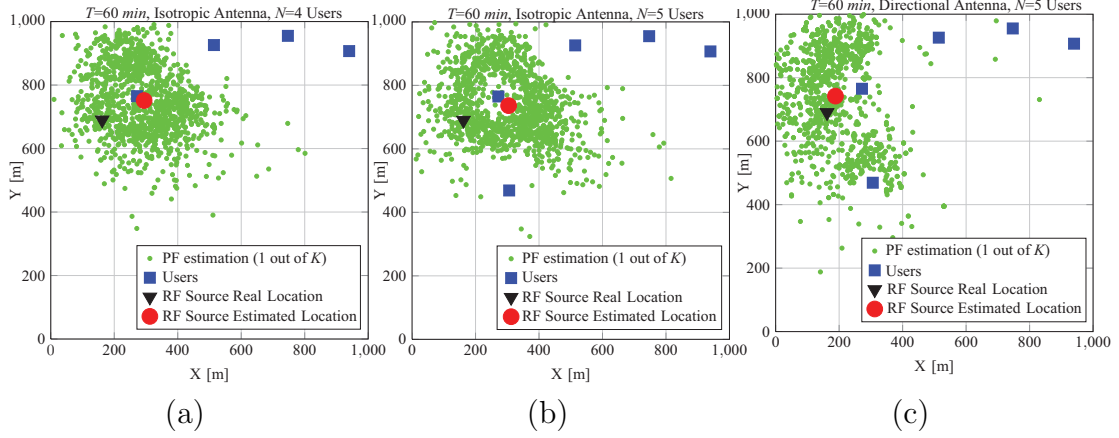 T=60 min, Isotropic Antenna, N=4 Users
1,000
800
600
400
200
0
Y [m]
PF estimation (1 out of K)
Users
RF Source Real Location
RF Source Estimated Location
0 200 400 600 800 1,000
X [m]
(a)
T=60 min, Isotropic Antenna, N=5 Users
1,000
800
600
400
200
0
Y [m]
PF estimation (1 out of K)
Users
RF Source Real Location
RF Source Estimated Location
0 200 400 600 800 1,000
X [m]
(b)
T=60 min, Directional Antenna, N=5 Users
1,000
800
600
400
200
0
Y [m]
PF estimation (1 out of K)
Users
RF Source Real Location
RF Source Estimated Location
0 200 400 600 800 1,000
X [m]
(c)